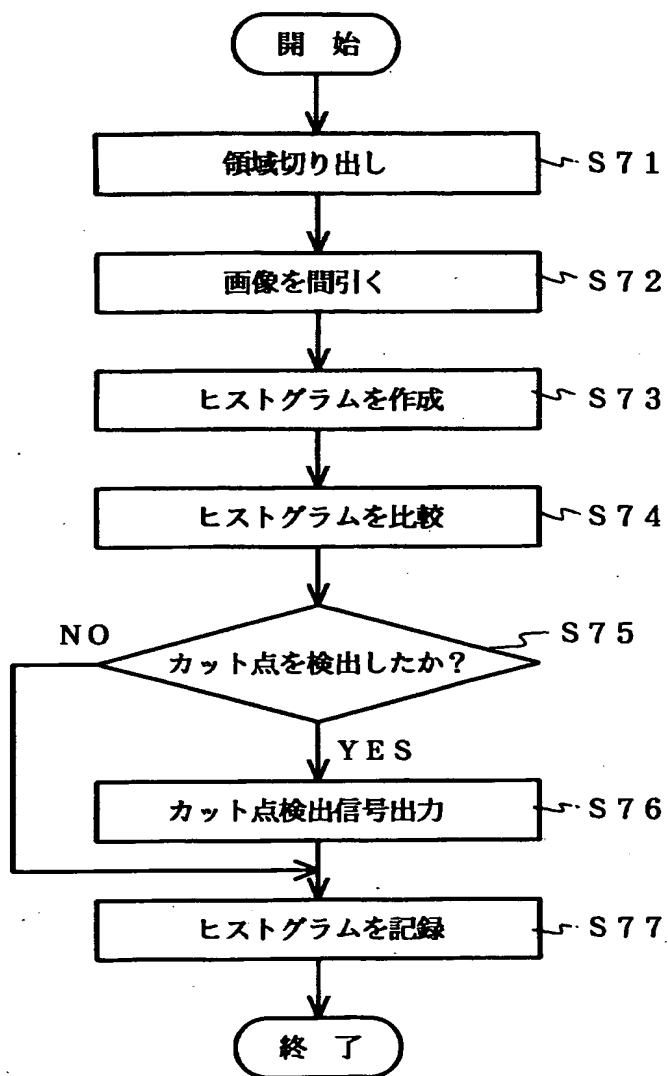 開 始
領域切り出し S71
画像を間引く S72
ヒストグラムを作成 S73
ヒストグラムを比較 S74
カット点を検出したか? S75
NO
YES
カット点検出信号出力 S76
ヒストグラムを記録 S77
終 了